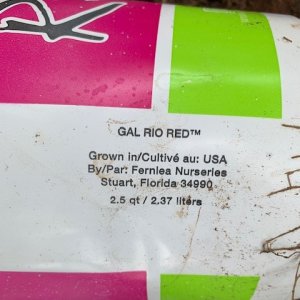 GAL RIO RED™
Grown in/Cultivé au: USA
By/Par: Fernlea Nurseries
Stuart, Florida 34990
2.5 qt / 2.37 liters